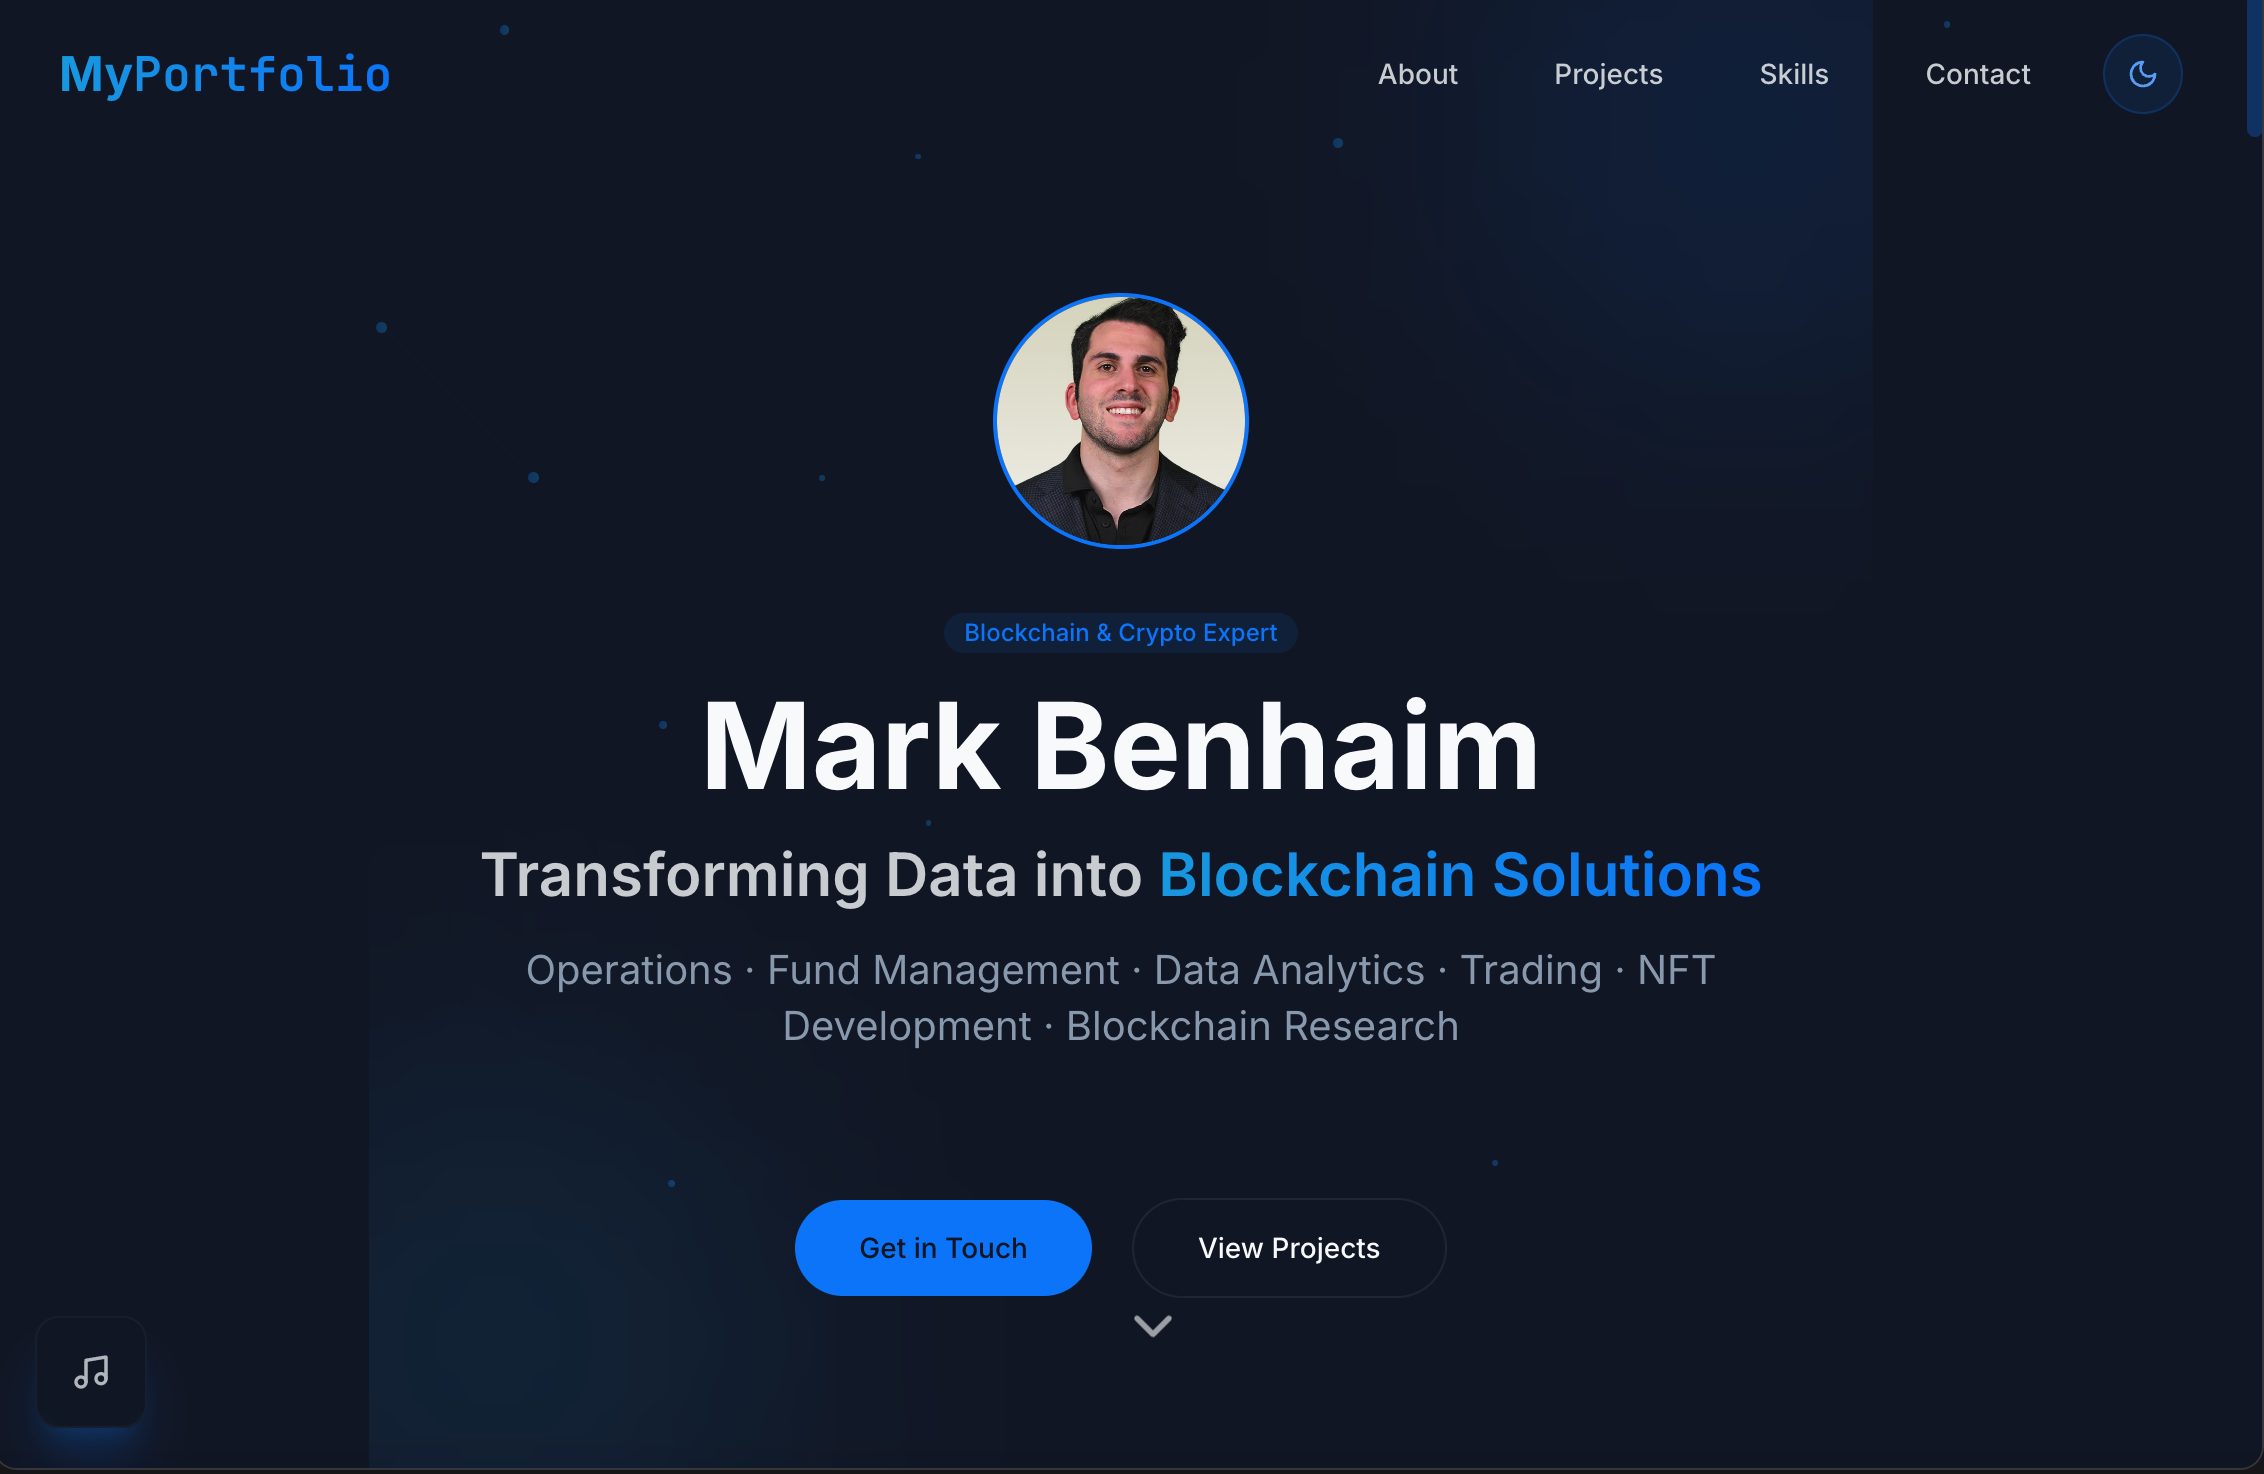 MyPortfolio
About
Projects
Skills
Contact
Blockchain & Crypto Expert
Mark Benhaim
Transforming Data into Blockchain Solutions
Operations · Fund Management · Data Analytics · Trading · NFT
Development · Blockchain Research
Get in Touch
View Projects